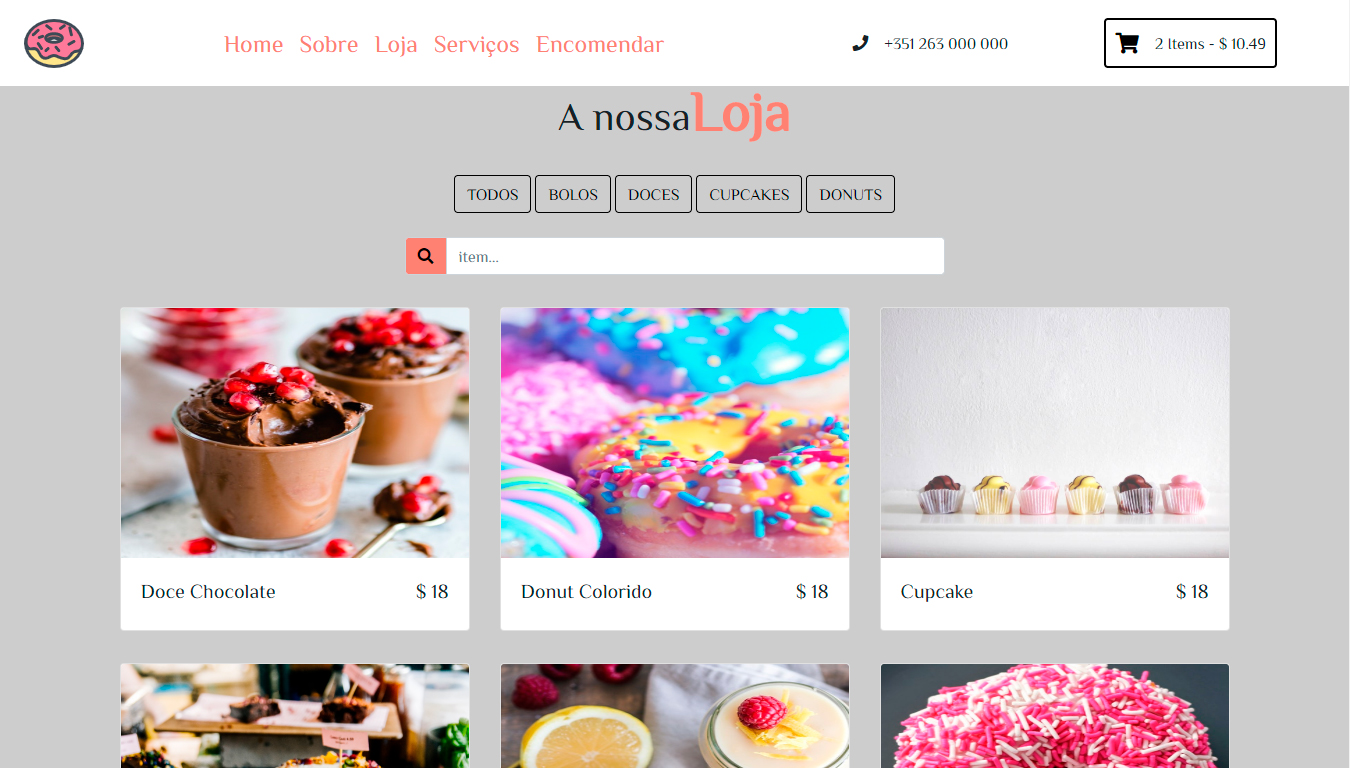 Home Sobre Loja Serviços Encomendar +351 263 000 000 2 Items - $ 10.49
A nossa Loja
TODOS BOLOS DOCES CUPCAKES DONUTS
item...
Doce Chocolate $ 18
Donut Colorido $ 18
Cupcake $ 18